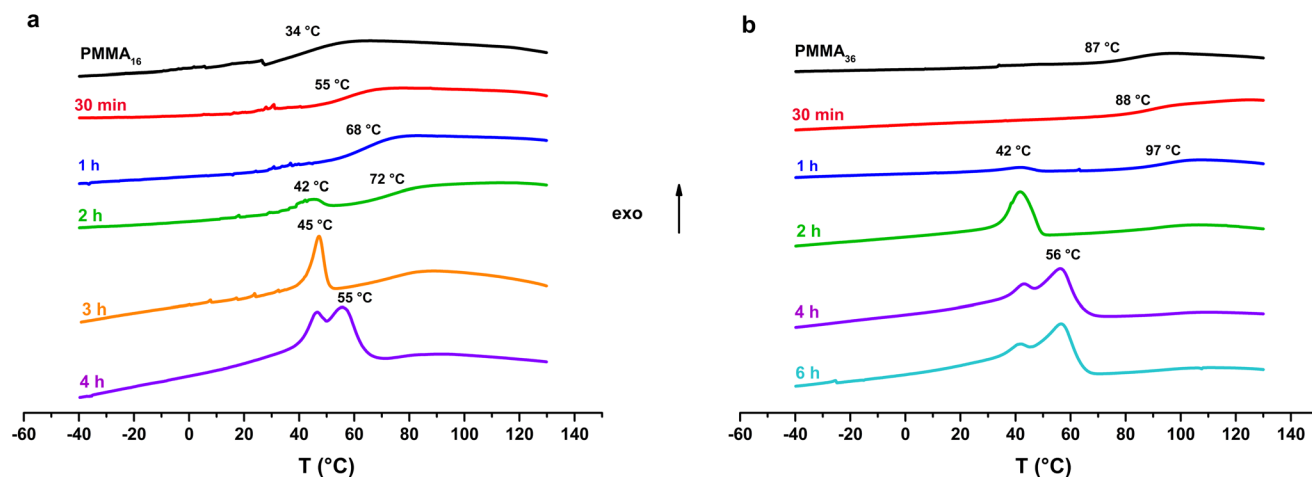 a
PMMA16
34 °C
30 min
55 °C
1 h
68 °C
2 h
42 °C
72 °C
3 h
45 °C
4 h
55 °C
-60 -40 -20 0 20 40 60 80 100 120 140
T (°C)
exo
b
PMMA36
87 °C
30 min
88 °C
1 h
42 °C
97 °C
2 h
4 h
56 °C
6 h
-60 -40 -20 0 20 40 60 80 100 120 140
T (°C)